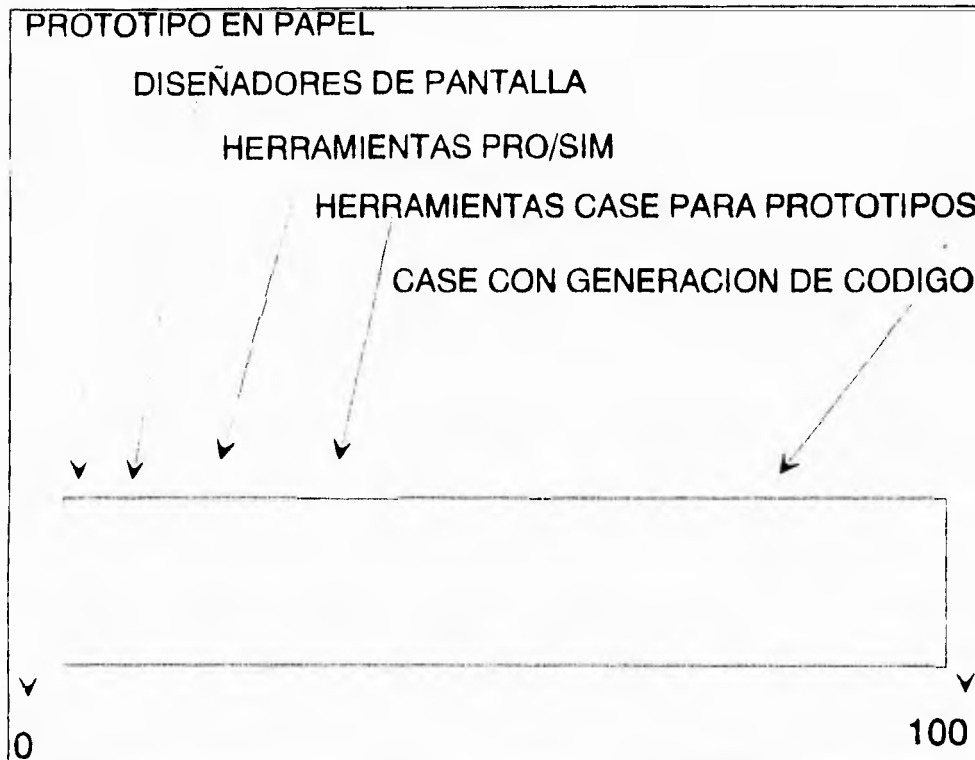 PROTOTIPO EN PAPEL
DISEÑADORES DE PANTALLA
HERRAMIENTAS PRO/SIM
HERRAMIENTAS CASE PARA PROTOTIPOS
CASE CON GENERACION DE CODIGO
0
100